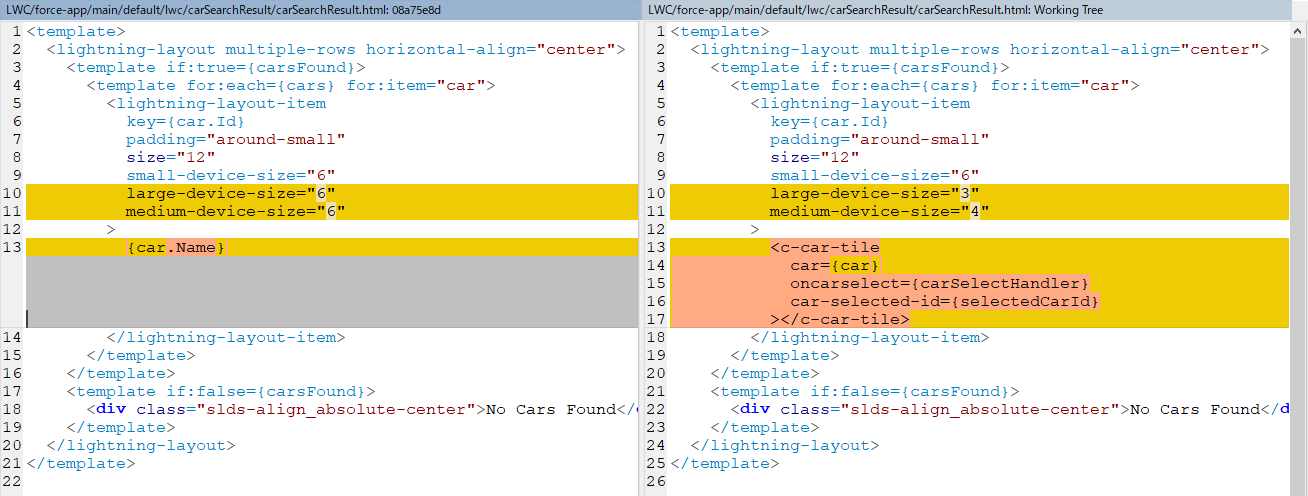 LWC/force-app/main/default/lwc/carSearchResult/carSearchResult.html: 08a75e8d
1 <template>
2   <lightning-layout multiple-rows horizontal-align="center">
3     <template if:true={carsFound}>
4       <template for:each={cars} for:item="car">
5         <lightning-layout-item
6           key={car.Id}
7           padding="around-small"
8           size="12"
9           small-device-size="6"
10           large-device-size="6"
11           medium-device-size="6"
12         >
13           {car.Name}
14         </lightning-layout-item>
15       </template>
16     </template>
17     <template if:false={carsFound}>
18       <div class="slds-align_absolute-center">No Cars Found</
19     </template>
20   </lightning-layout>
21 </template>
22
LWC/force-app/main/default/lwc/carSearchResult/carSearchResult.html: Working Tree
1 <template>
2   <lightning-layout multiple-rows horizontal-align="center">
3     <template if:true={carsFound}>
4       <template for:each={cars} for:item="car">
5         <lightning-layout-item
6           key={car.Id}
7           padding="around-small"
8           size="12"
9           small-device-size="6"
10           large-device-size="3"
11           medium-device-size="4"
12         >
13           <c-car-tile
14             car={car}
15             oncarselect={carSelectHandler}
16             car-selected-id={selectedCarId}
17           ></c-car-tile>
18         </lightning-layout-item>
19       </template>
20     </template>
21     <template if:false={carsFound}>
22       <div class="slds-align_absolute-center">No Cars Found</d
23     </template>
24   </lightning-layout>
25 </template>
26